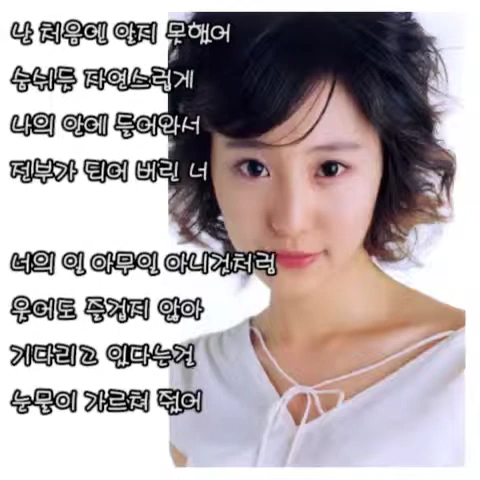 난 처음엔 알지 못했어
숨쉬듯 자연스럽게
나의 안에 들어와서
전부가 되어 버린 너
너의 인 아무인 아니것처럼
웃어도 즐겁지 않아
기다리고 있다는걸
눈물이 가르쳐 줬어